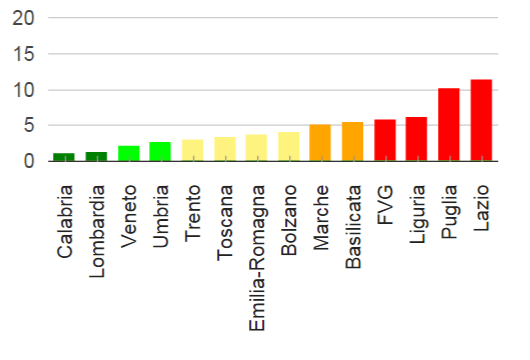 20
15
10
5
0
Calabria
Lombardia
Veneto
Umbria
Trento
Toscana
Emilia-Romagna
Bolzano
Marche
Basilicata
FVG
Liguria
Puglia
Lazio